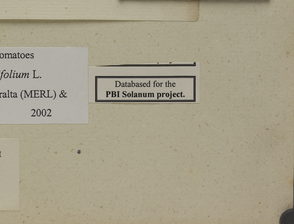 omatoes
folium L.
ralta (MERL) &
2002
Databased for the
PBI Solanum project.